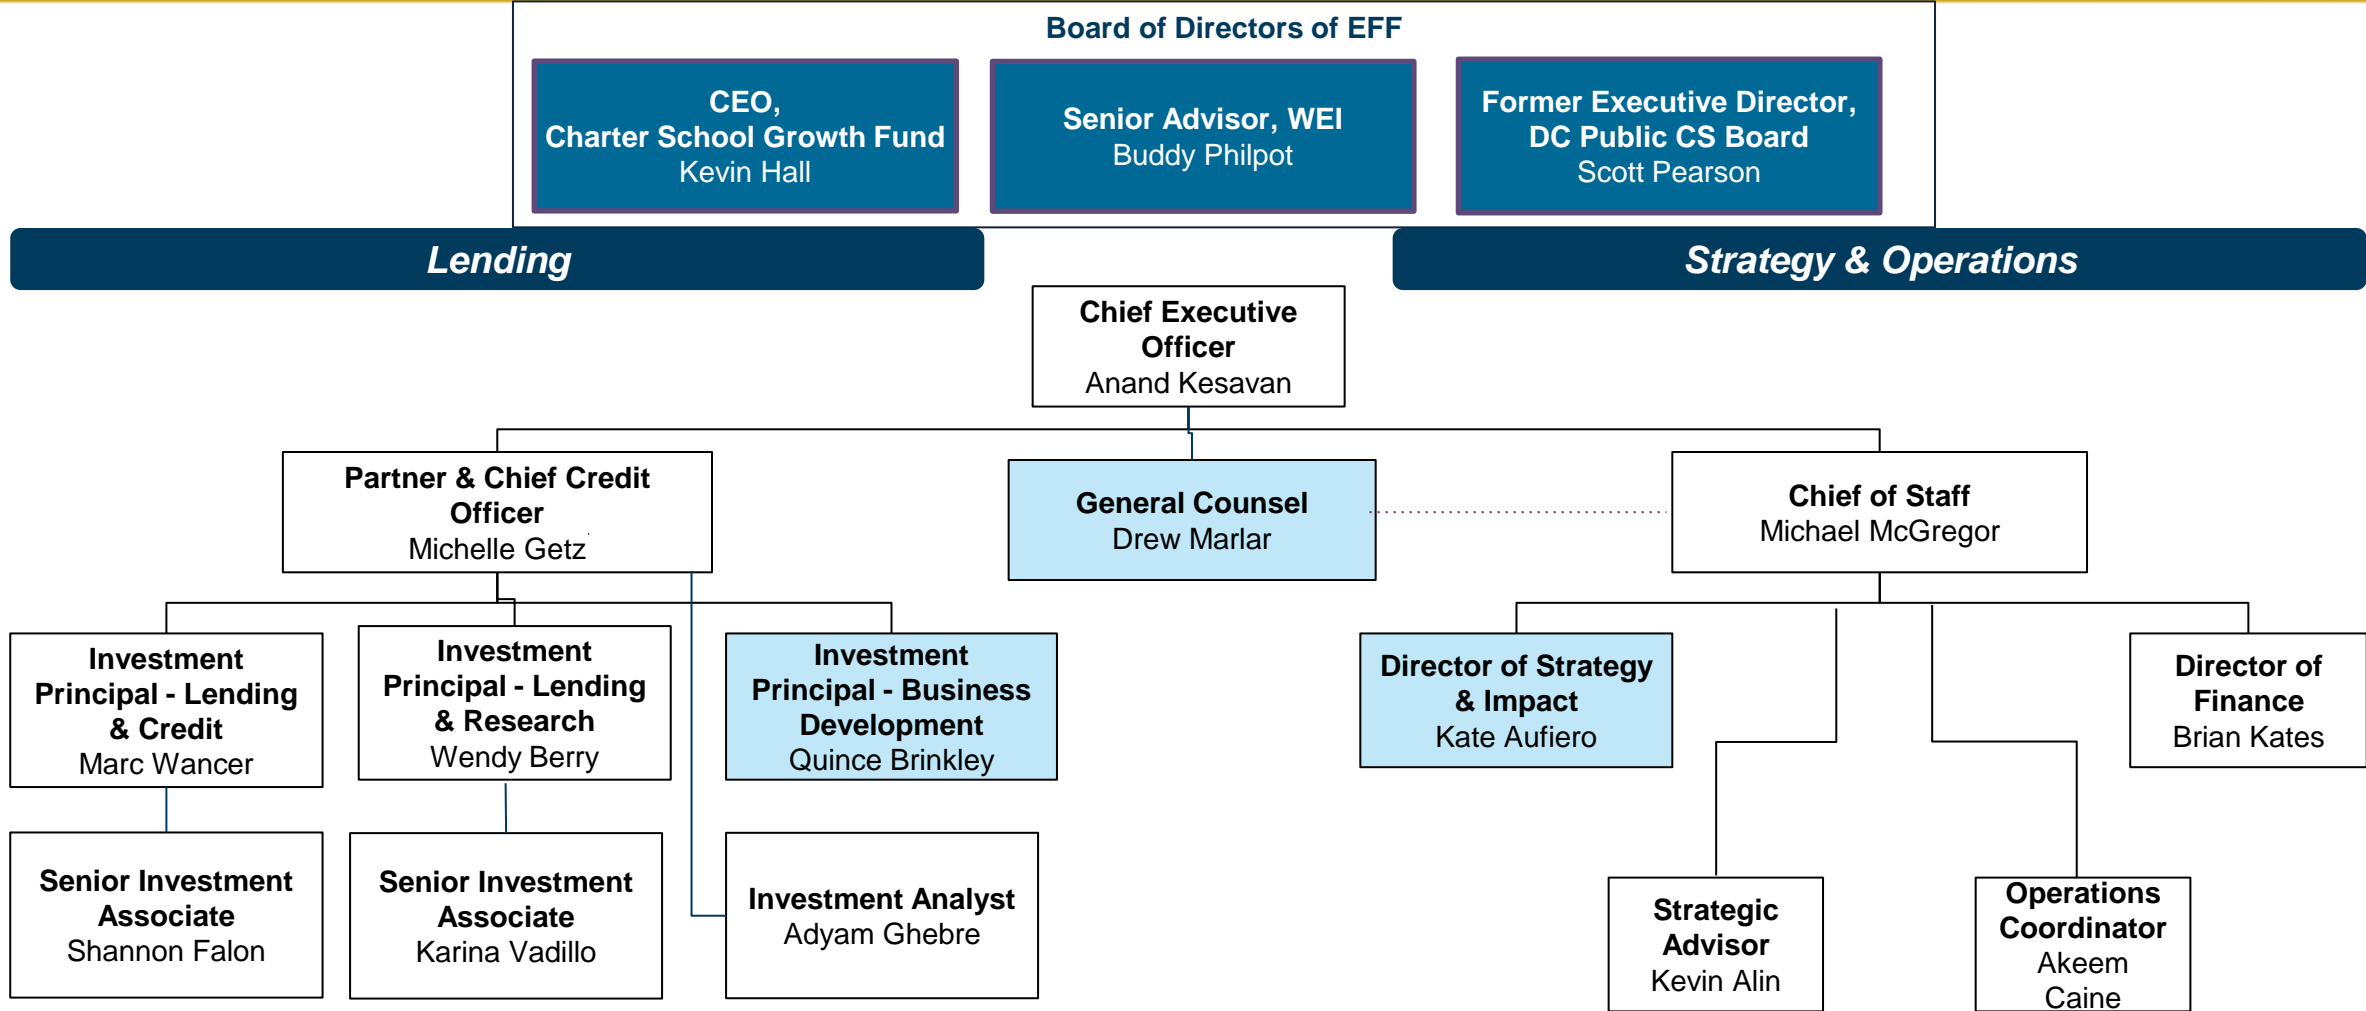 Board of Directors of EFF
CEO,
Charter School Growth Fund
Kevin Hall
Senior Advisor, WEI
Buddy Philpot
Former Executive Director,
DC Public CS Board
Scott Pearson
Lending
Strategy & Operations
Chief Executive
Officer
Anand Kesavan
Partner & Chief Credit
Officer
Michelle Getz
General Counsel
Drew Marlar
Chief of Staff
Michael McGregor
Investment
Principal - Lending
& Credit
Marc Wancer
Investment
Principal - Lending
& Research
Wendy Berry
Investment
Principal - Business
Development
Quince Brinkley
Director of Strategy
& Impact
Kate Aufiero
Director of
Finance
Brian Kates
Senior Investment
Associate
Shannon Falon
Senior Investment
Associate
Karina Vadillo
Investment Analyst
Adyam Ghebre
Strategic
Advisor
Kevin Alin
Operations
Coordinator
Akeem
Caine